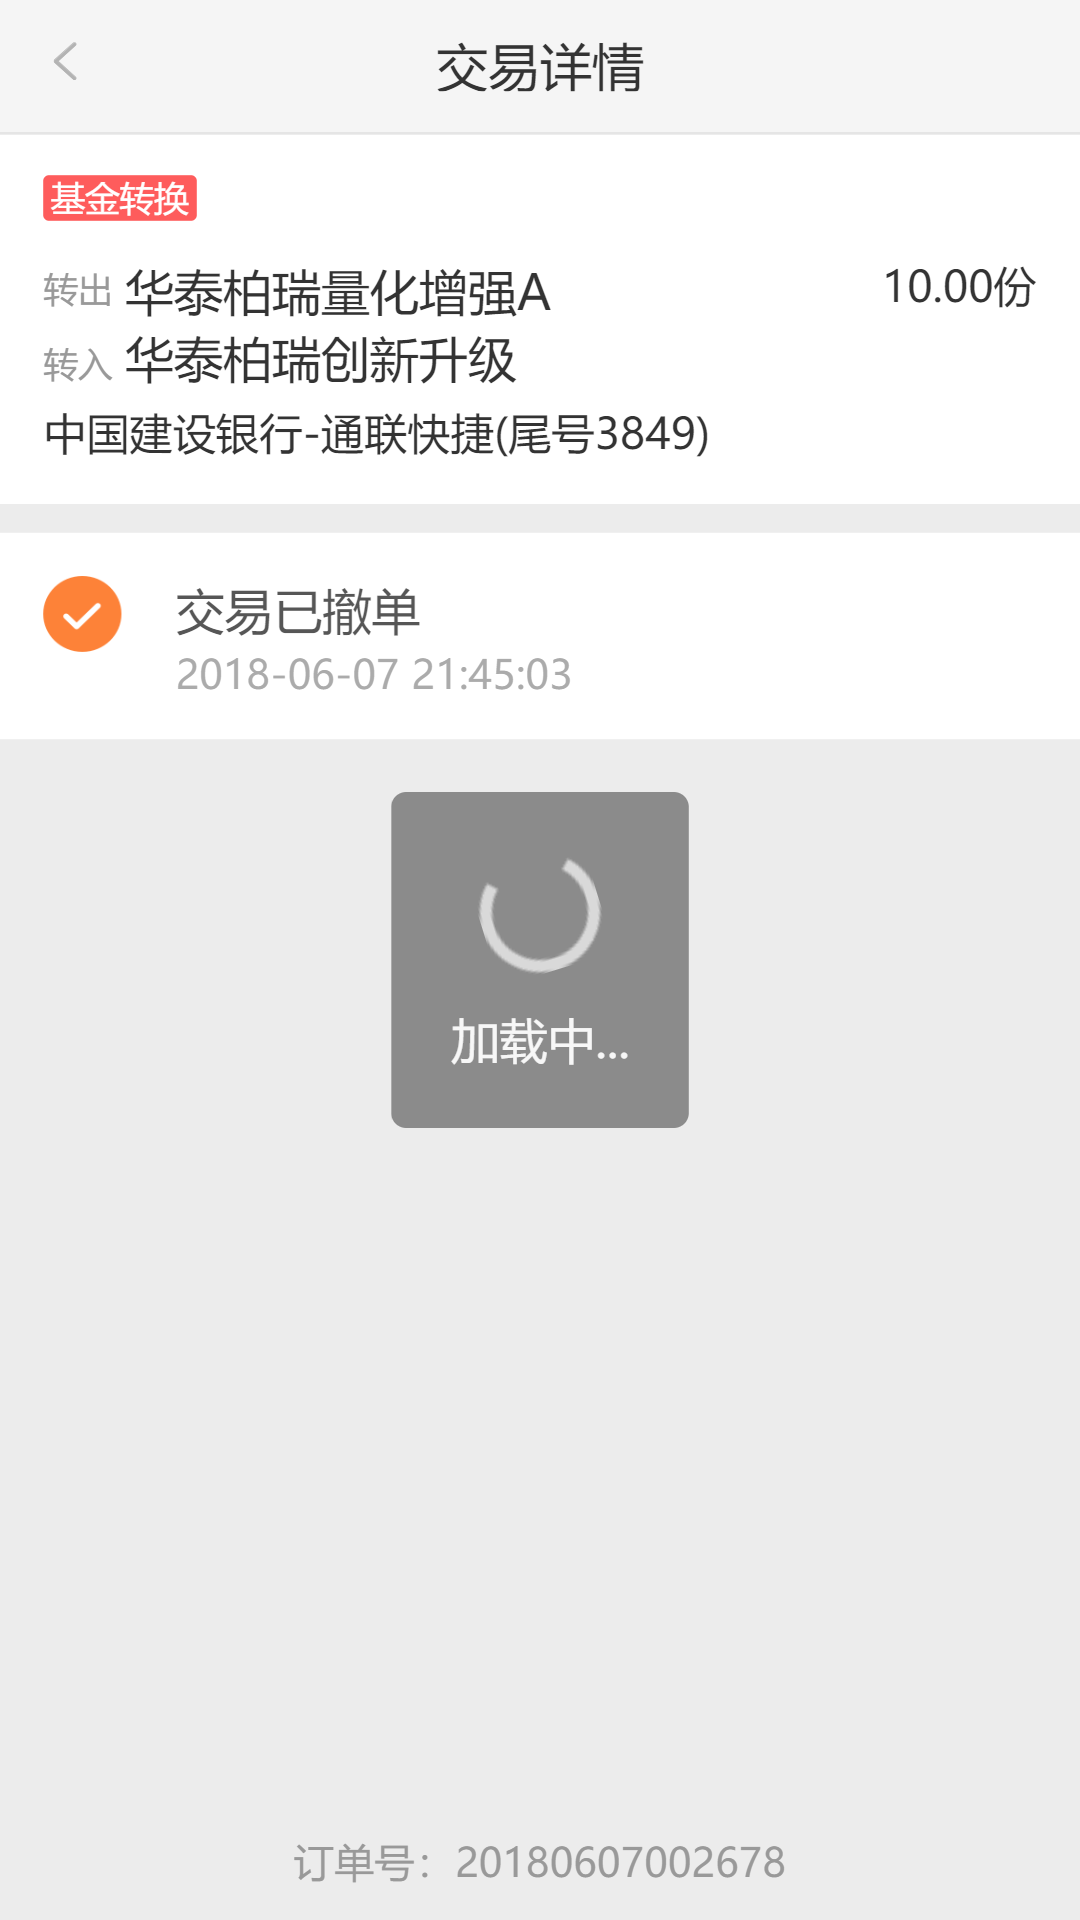 交易详情
基金转换
转出 华泰柏瑞量化增强A 10.00份
转入 华泰柏瑞创新升级
中国建设银行-通联快捷(尾号3849)
交易已撤单
2018-06-07 21:45:03
加载中...
订单号：20180607002678